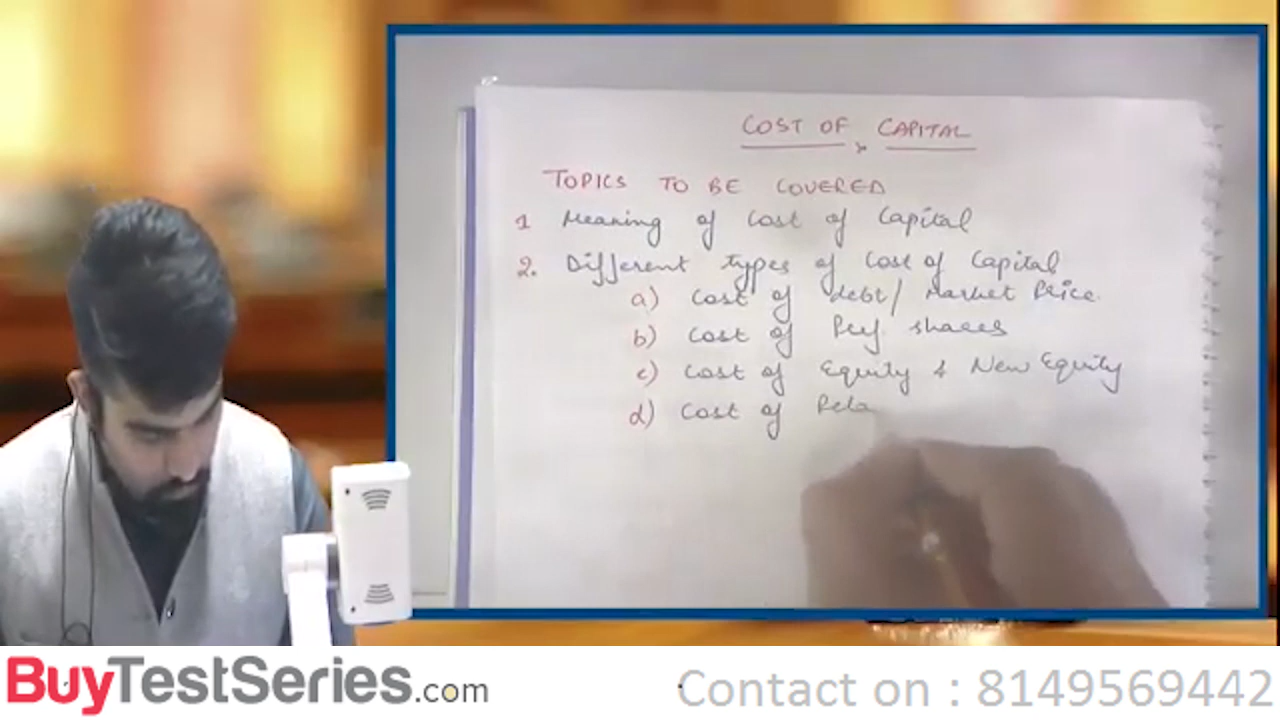 COST OF CAPITAL
TOPICS TO BE COVERED
1 Meaning of Cost of Capital
2. Different types of Cost of Capital
a) Cost of debt/ Market Price.
b) Cost of Pref shares
c) Cost of Equity & New Equity
d) Cost of Reta
BuyTestSeries.com
Contact on : 8149569442